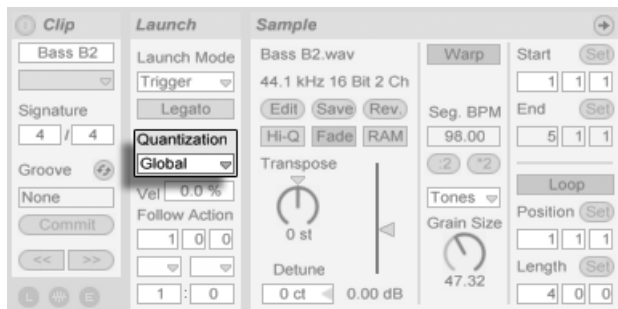 Clip
Bass B2
Signature
4 / 4
Groove
None
Commit
<< >>
L E
Launch
Launch Mode
Trigger
Legato
Quantization
Global
Vel 0.0 %
Follow Action
1 0 0
1 : 0
Sample
Bass B2.wav
44.1 kHz 16 Bit 2 Ch
Edit Save Rev.
Hi-Q Fade RAM
Transpose
0 st
Detune
0 ct 0.00 dB
Warp
Seg. BPM
98.00
:2 *2
Tones
Grain Size
47.32
Start Set
1 1 1
End Set
5 1 1
Loop
Position Set
1 1 1
Length Set
4 0 0